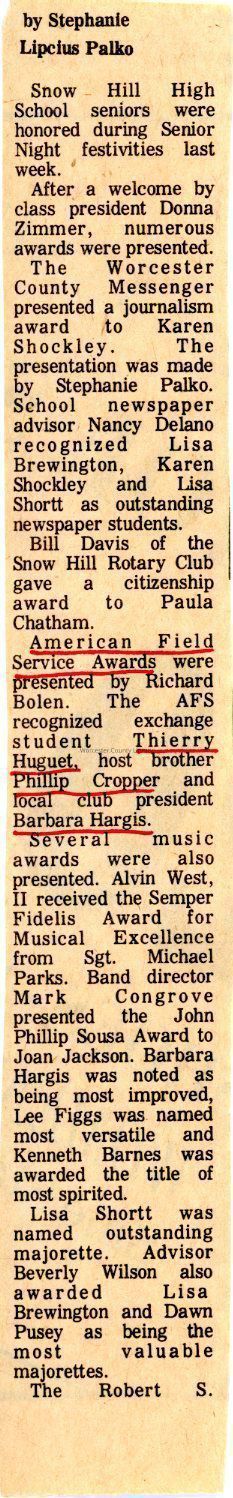 by Stephanie
Lipcius Palko
Snow Hill High
School seniors were
honored during Senior
Night festivities last
week.
After a welcome by
class president Donna
Zimmer, numerous
awards were presented.
The Worcester
County Messenger
presented a journalism
award to Karen
Shockley. The
presentation was made
by Stephanie Palko.
School newspaper
advisor Nancy Delano
recognized Lisa
Brewington, Karen
Shockley and Lisa
Shortt as outstanding
newspaper students.
Bill Davis of the
Snow Hill Rotary Club
gave a citizenship
award to Paula
Chatham.
American Field
Service Awards were
presented by Richard
Bolen. The AFS
recognized exchange
student Thierry
Worcester County
Huguet, host brother
Phillip Cropper and
local club president
Barbara Hargis.
Several music
awards were also
presented. Alvin West,
II received the Semper
Fidelis Award for
Musical Excellence
from Sgt. Michael
Parks. Band director
Mark Congrove
presented the John
Phillip Sousa Award to
Joan Jackson. Barbara
Hargis was noted as
being most improved,
Lee Figgs was named
most versatile and
Kenneth Barnes was
awarded the title of
most spirited.
Lisa Shortt was
named outstanding
majorette. Advisor
Beverly Wilson also
awarded Lisa
Brewington and Dawn
Pusey as being the
most valuable
majorettes.
The Robert S.